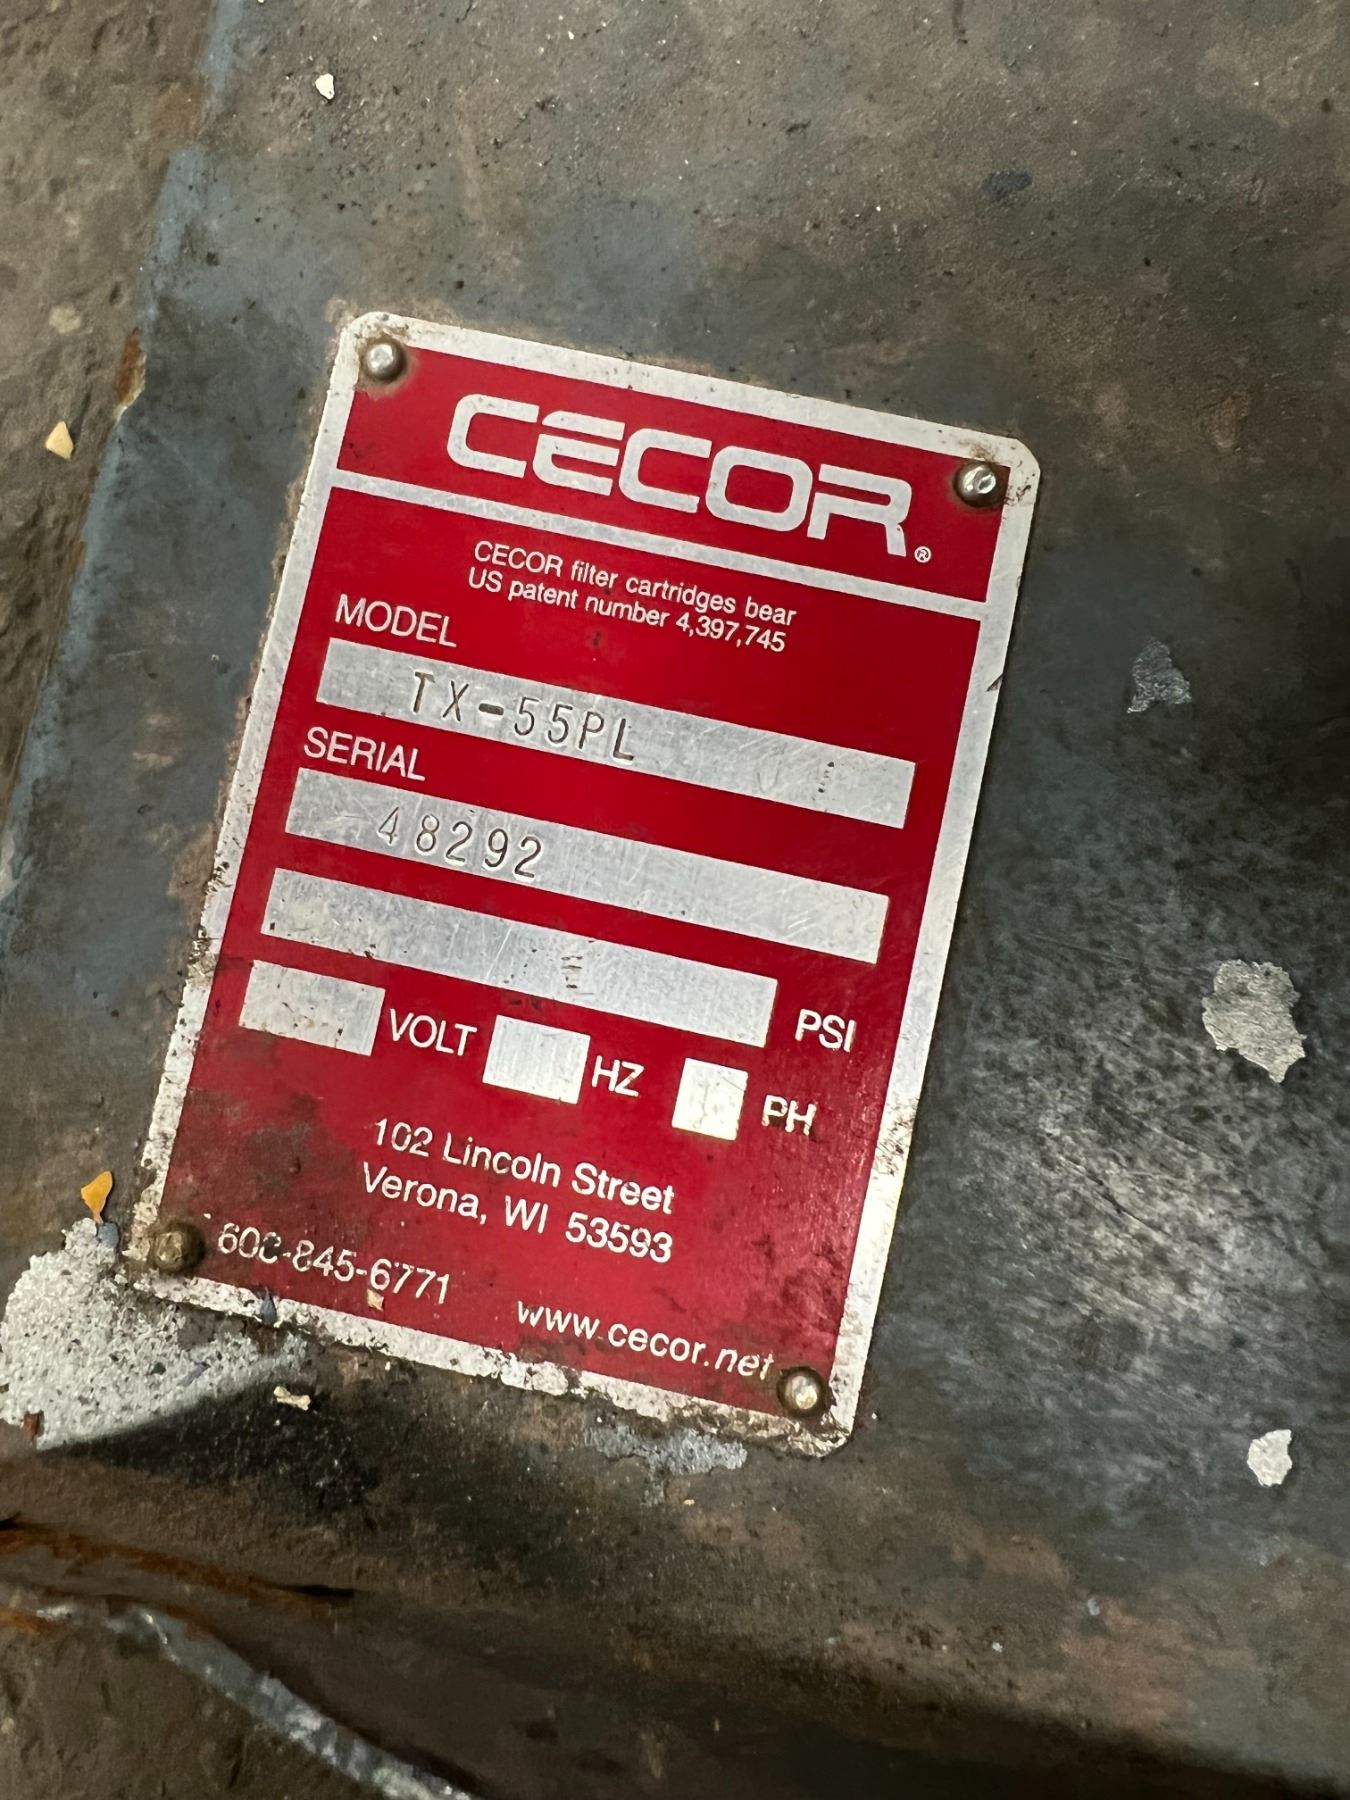 CECOR®
CECOR filter cartridges bear
US patent number 4,397,745
MODEL
TX-55PL
SERIAL
48292
PSI
VOLT HZ PH
102 Lincoln Street
Verona, WI 53593
608-845-6771
www.cecor.net